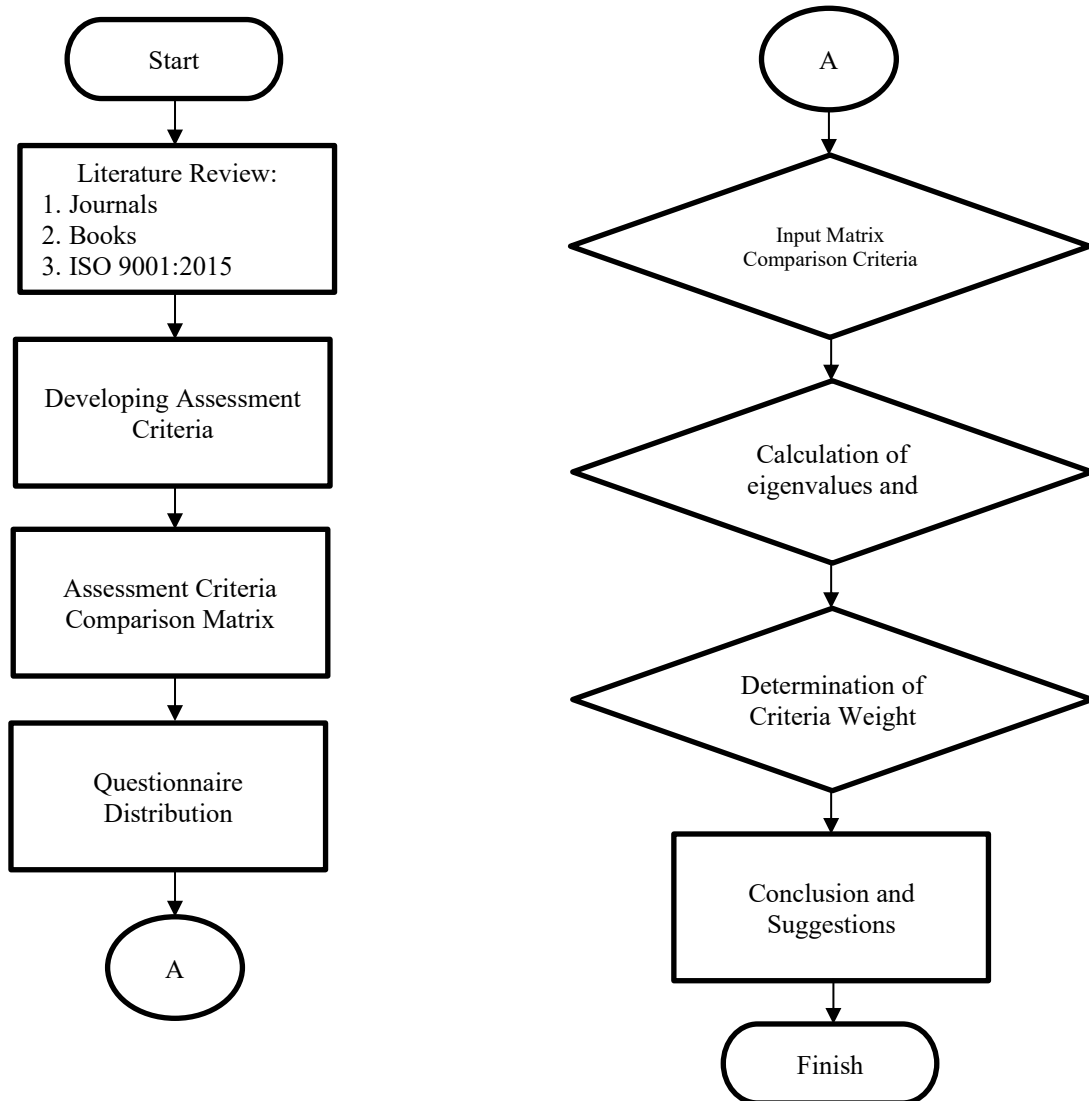 Start
Literature Review:
1. Journals
2. Books
3. ISO 9001:2015
Developing Assessment
Criteria
Assessment Criteria
Comparison Matrix
Questionnaire
Distribution
A
A
Input Matrix
Comparison Criteria
Calculation of
eigenvalues and
Determination of
Criteria Weight
Conclusion and
Suggestions
Finish